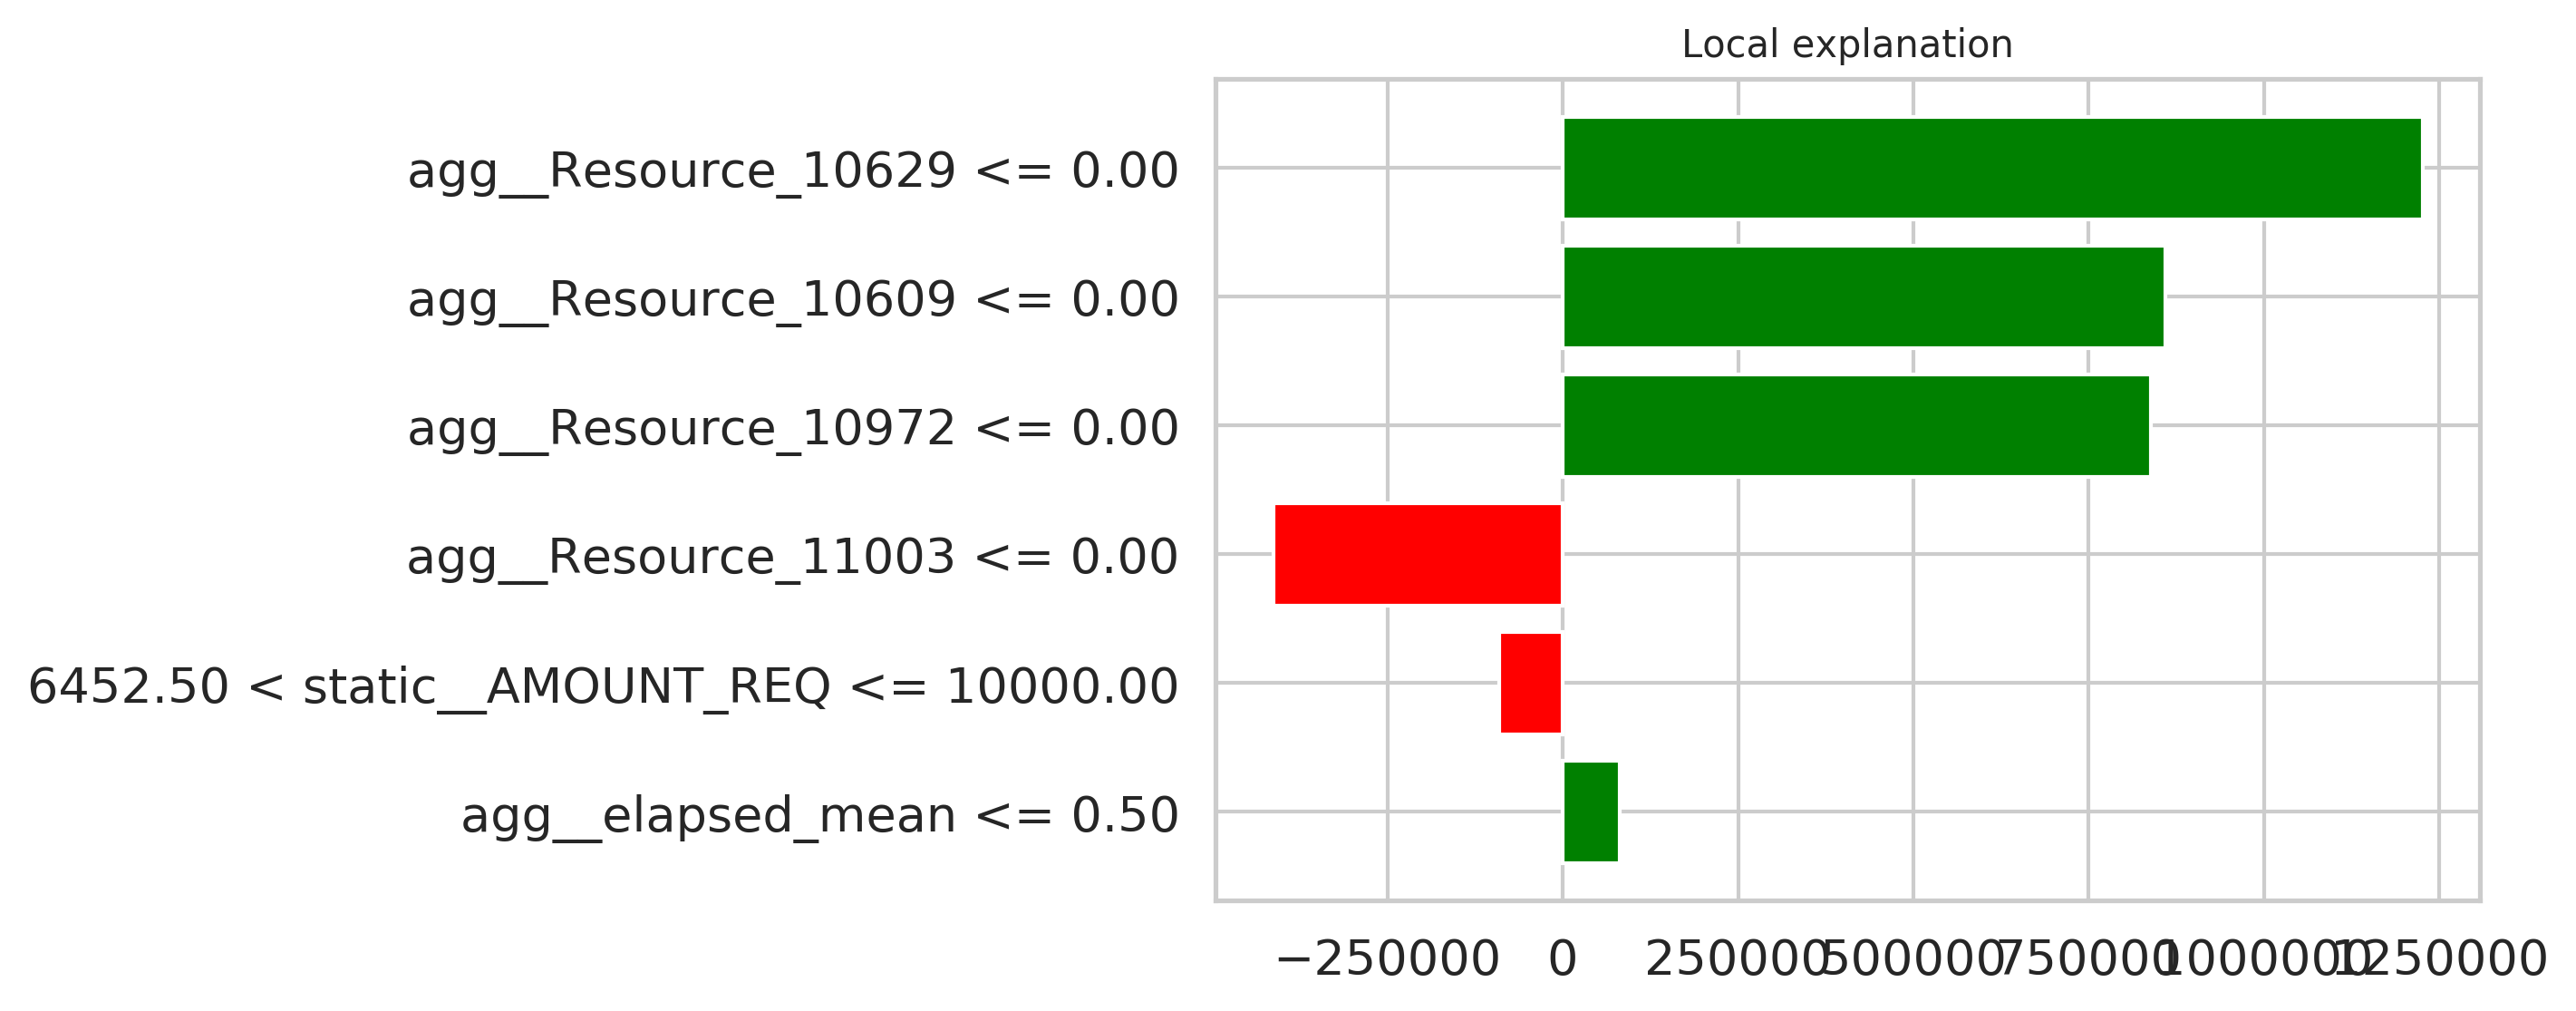 Local explanation
agg__Resource_10629 <= 0.00
agg__Resource_10609 <= 0.00
agg__Resource_10972 <= 0.00
agg__Resource_11003 <= 0.00
6452.50 < static__AMOUNT_REQ <= 10000.00
agg__elapsed_mean <= 0.50
−250000 0 250000 500000 750000 1000000 1250000